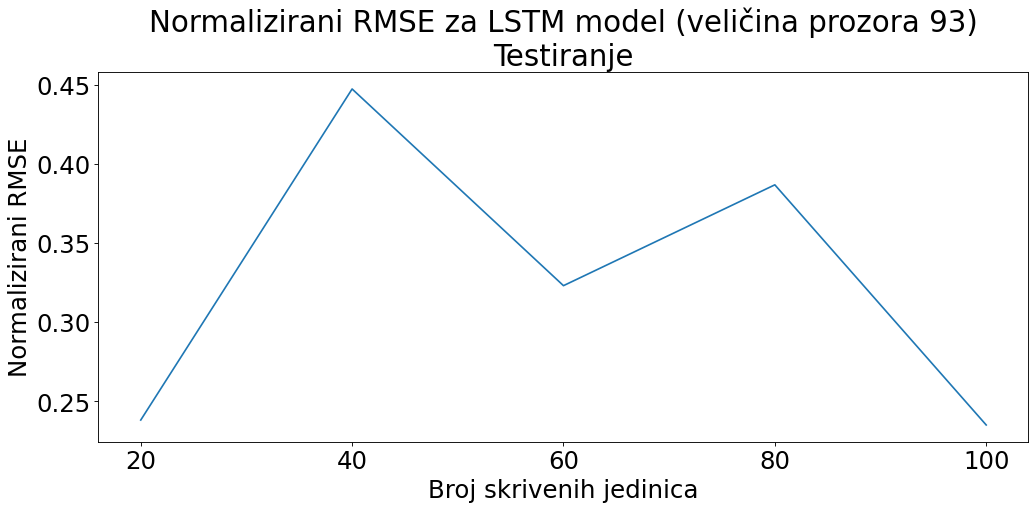 Normalizirani RMSE za LSTM model (veličina prozora 93)
Testiranje
Normalizirani RMSE
0.45
0.40
0.35
0.30
0.25
20 40 60 80 100
Broj skrivenih jedinica